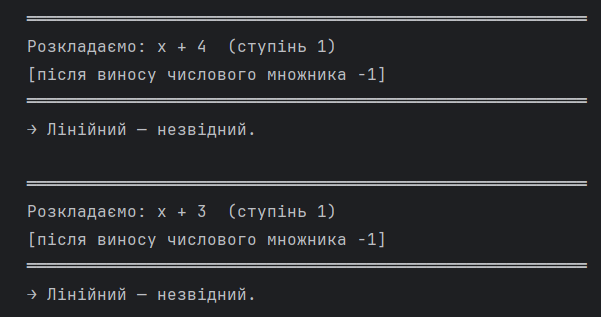 Розкладаємо: x + 4  (ступінь 1)
[після виносу числового множника -1]
→ Лінійний — незвідний.
Розкладаємо: x + 3  (ступінь 1)
[після виносу числового множника -1]
→ Лінійний — незвідний.